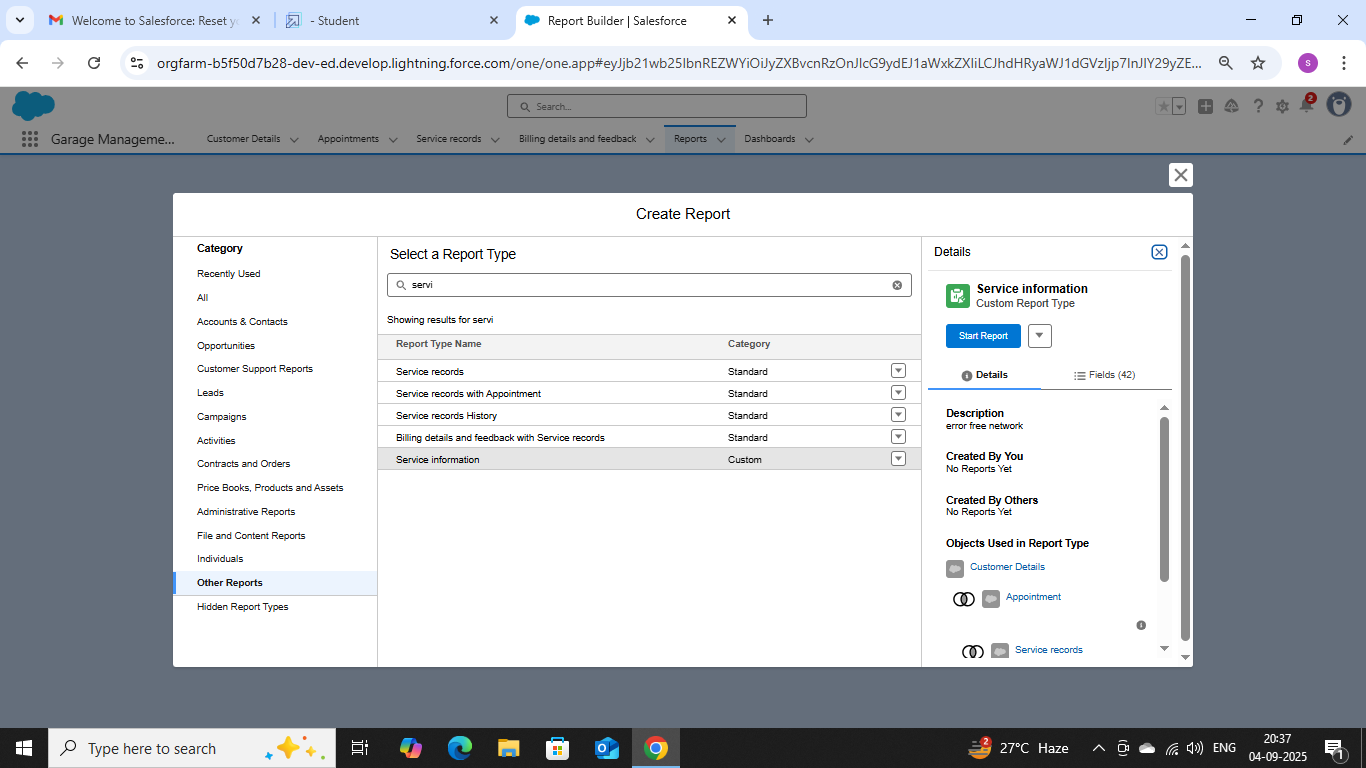 Welcome to Salesforce: Reset y
- Student
Report Builder | Salesforce
orgfarm-b5f50d7b28-dev-ed.develop.lightning.force.com/one/one.app#eyJjb21wb25lbnREZWYiOiJyZXBvcnRzOnJlcG9ydEJ1aWxkZXIiLCJhdHRyaWJ1dGVzIjp7InJlY29yZE...
S
Search...
2
Garage Manageme...
Customer Details
Appointments
Service records
Billing details and feedback
Reports
Dashboards
Create Report
Category
Recently Used
All
Accounts & Contacts
Opportunities
Customer Support Reports
Leads
Campaigns
Activities
Contracts and Orders
Price Books, Products and Assets
Administrative Reports
File and Content Reports
Individuals
Other Reports
Hidden Report Types
Select a Report Type
servi
Showing results for servi
Report Type Name Category
Service records Standard
Service records with Appointment Standard
Service records History Standard
Billing details and feedback with Service records Standard
Service information Custom
Details
Service information
Custom Report Type
Start Report
Details
Fields (42)
Description
error free network
Created By You
No Reports Yet
Created By Others
No Reports Yet
Objects Used in Report Type
Customer Details
Appointment
Service records
Type here to search
2
27°C Haze
ENG
20:37
04-09-2025
1